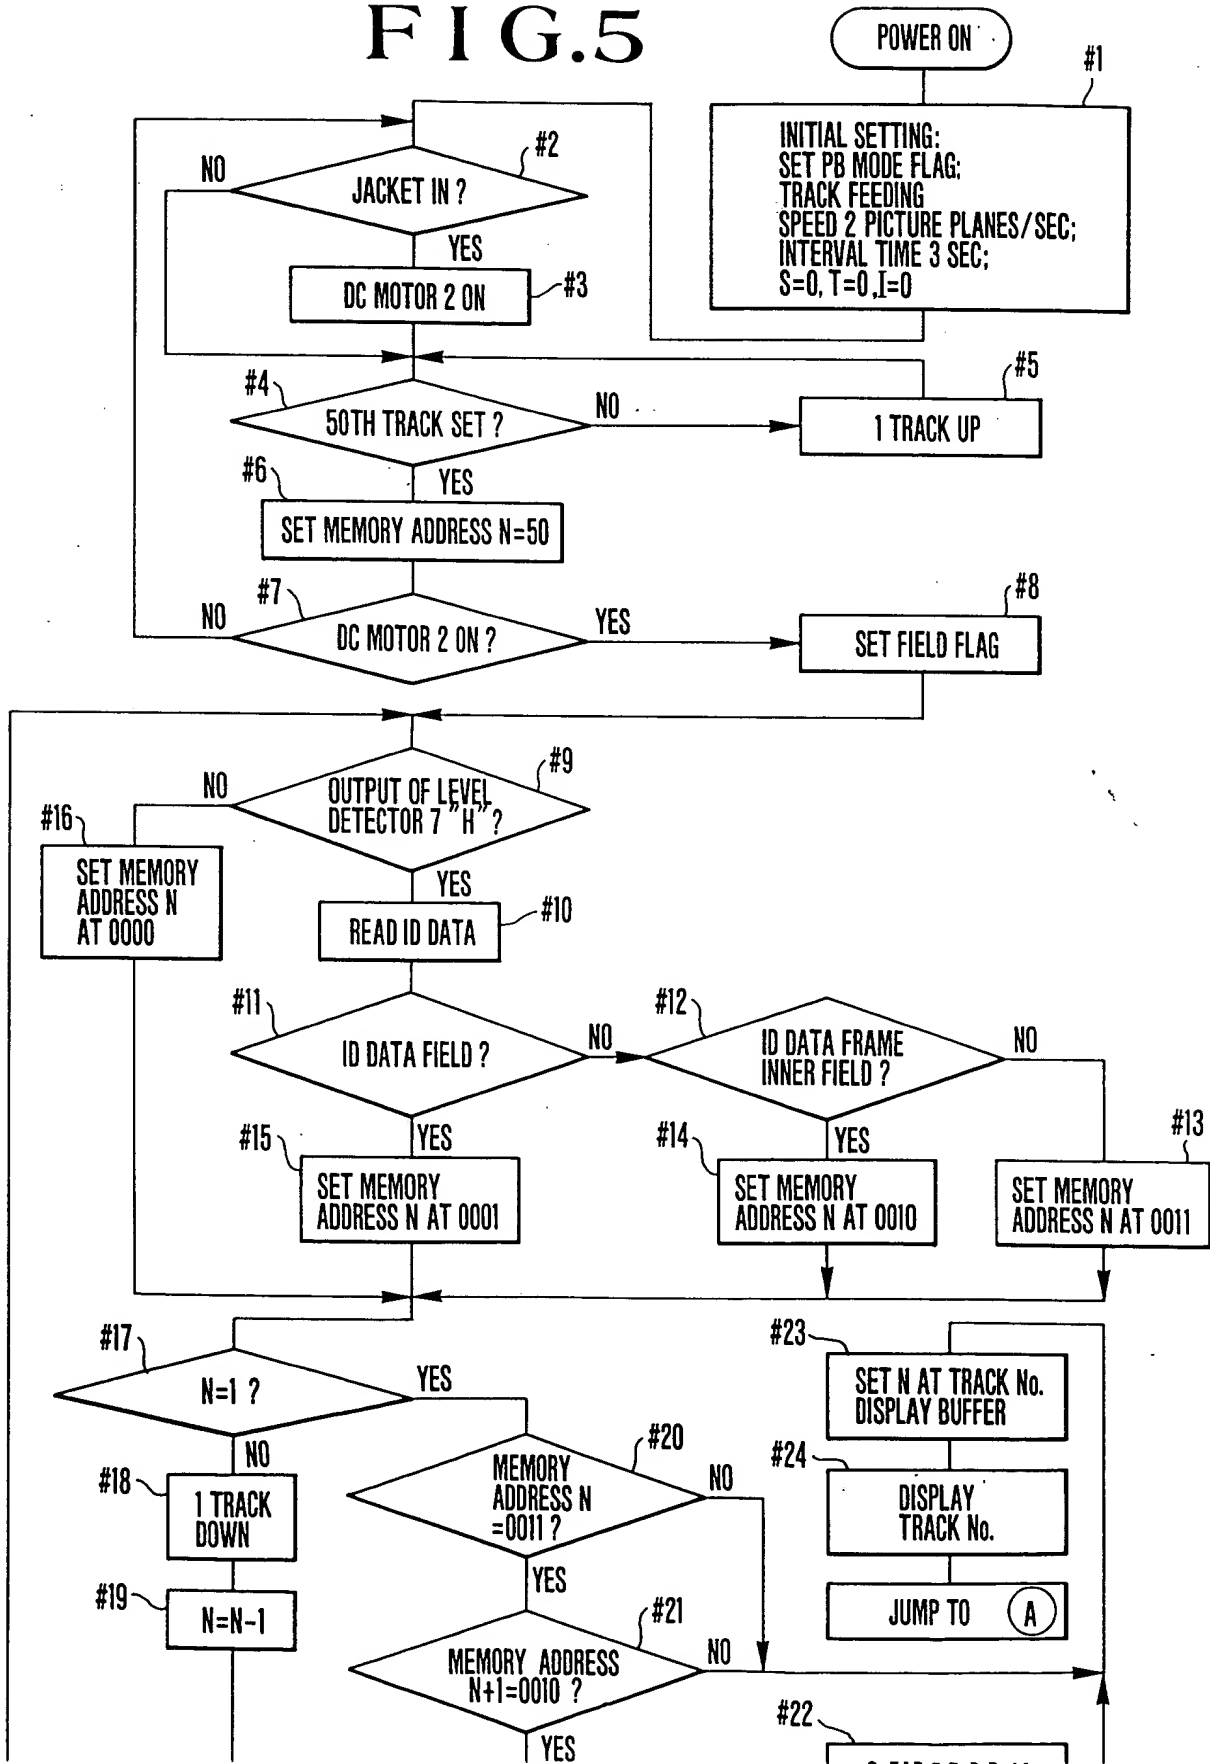 FIG.5
POWER ON
#1
INITIAL SETTING:
SET PB MODE FLAG;
TRACK FEEDING
SPEED 2 PICTURE PLANES/SEC;
INTERVAL TIME 3 SEC;
S=0, T=0, I=0
#2
NO
JACKET IN ?
YES
DC MOTOR 2 ON
#3
#4
50TH TRACK SET ?
NO
#5
1 TRACK UP
YES
#6
SET MEMORY ADDRESS N=50
#7
NO
DC MOTOR 2 ON ?
YES
#8
SET FIELD FLAG
#9
NO
OUTPUT OF LEVEL
DETECTOR 7 "H" ?
YES
#16
SET MEMORY
ADDRESS N
AT 0000
#10
READ ID DATA
#11
ID DATA FIELD ?
NO
#12
ID DATA FRAME
INNER FIELD ?
NO
YES
#15
SET MEMORY
ADDRESS N AT 0001
YES
#14
SET MEMORY
ADDRESS N AT 0010
#13
SET MEMORY
ADDRESS N AT 0011
#17
N=1 ?
YES
NO
#18
1 TRACK
DOWN
#19
N=N-1
#20
MEMORY
ADDRESS N
=0011 ?
NO
YES
#21
MEMORY ADDRESS
N+1=0010 ?
NO
YES
#23
SET N AT TRACK No.
DISPLAY BUFFER
#24
DISPLAY
TRACK No.
JUMP TO A
#22